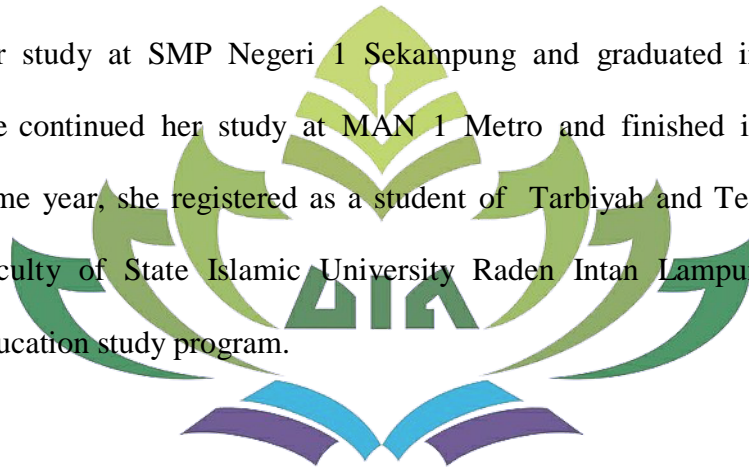 r study at SMP Negeri 1 Sekampung and graduated i
e continued her study at MAN 1 Metro and finished i
me year, she registered as a student of Tarbiyah and Te
culty of State Islamic University Raden Intan Lampu
ucation study program.